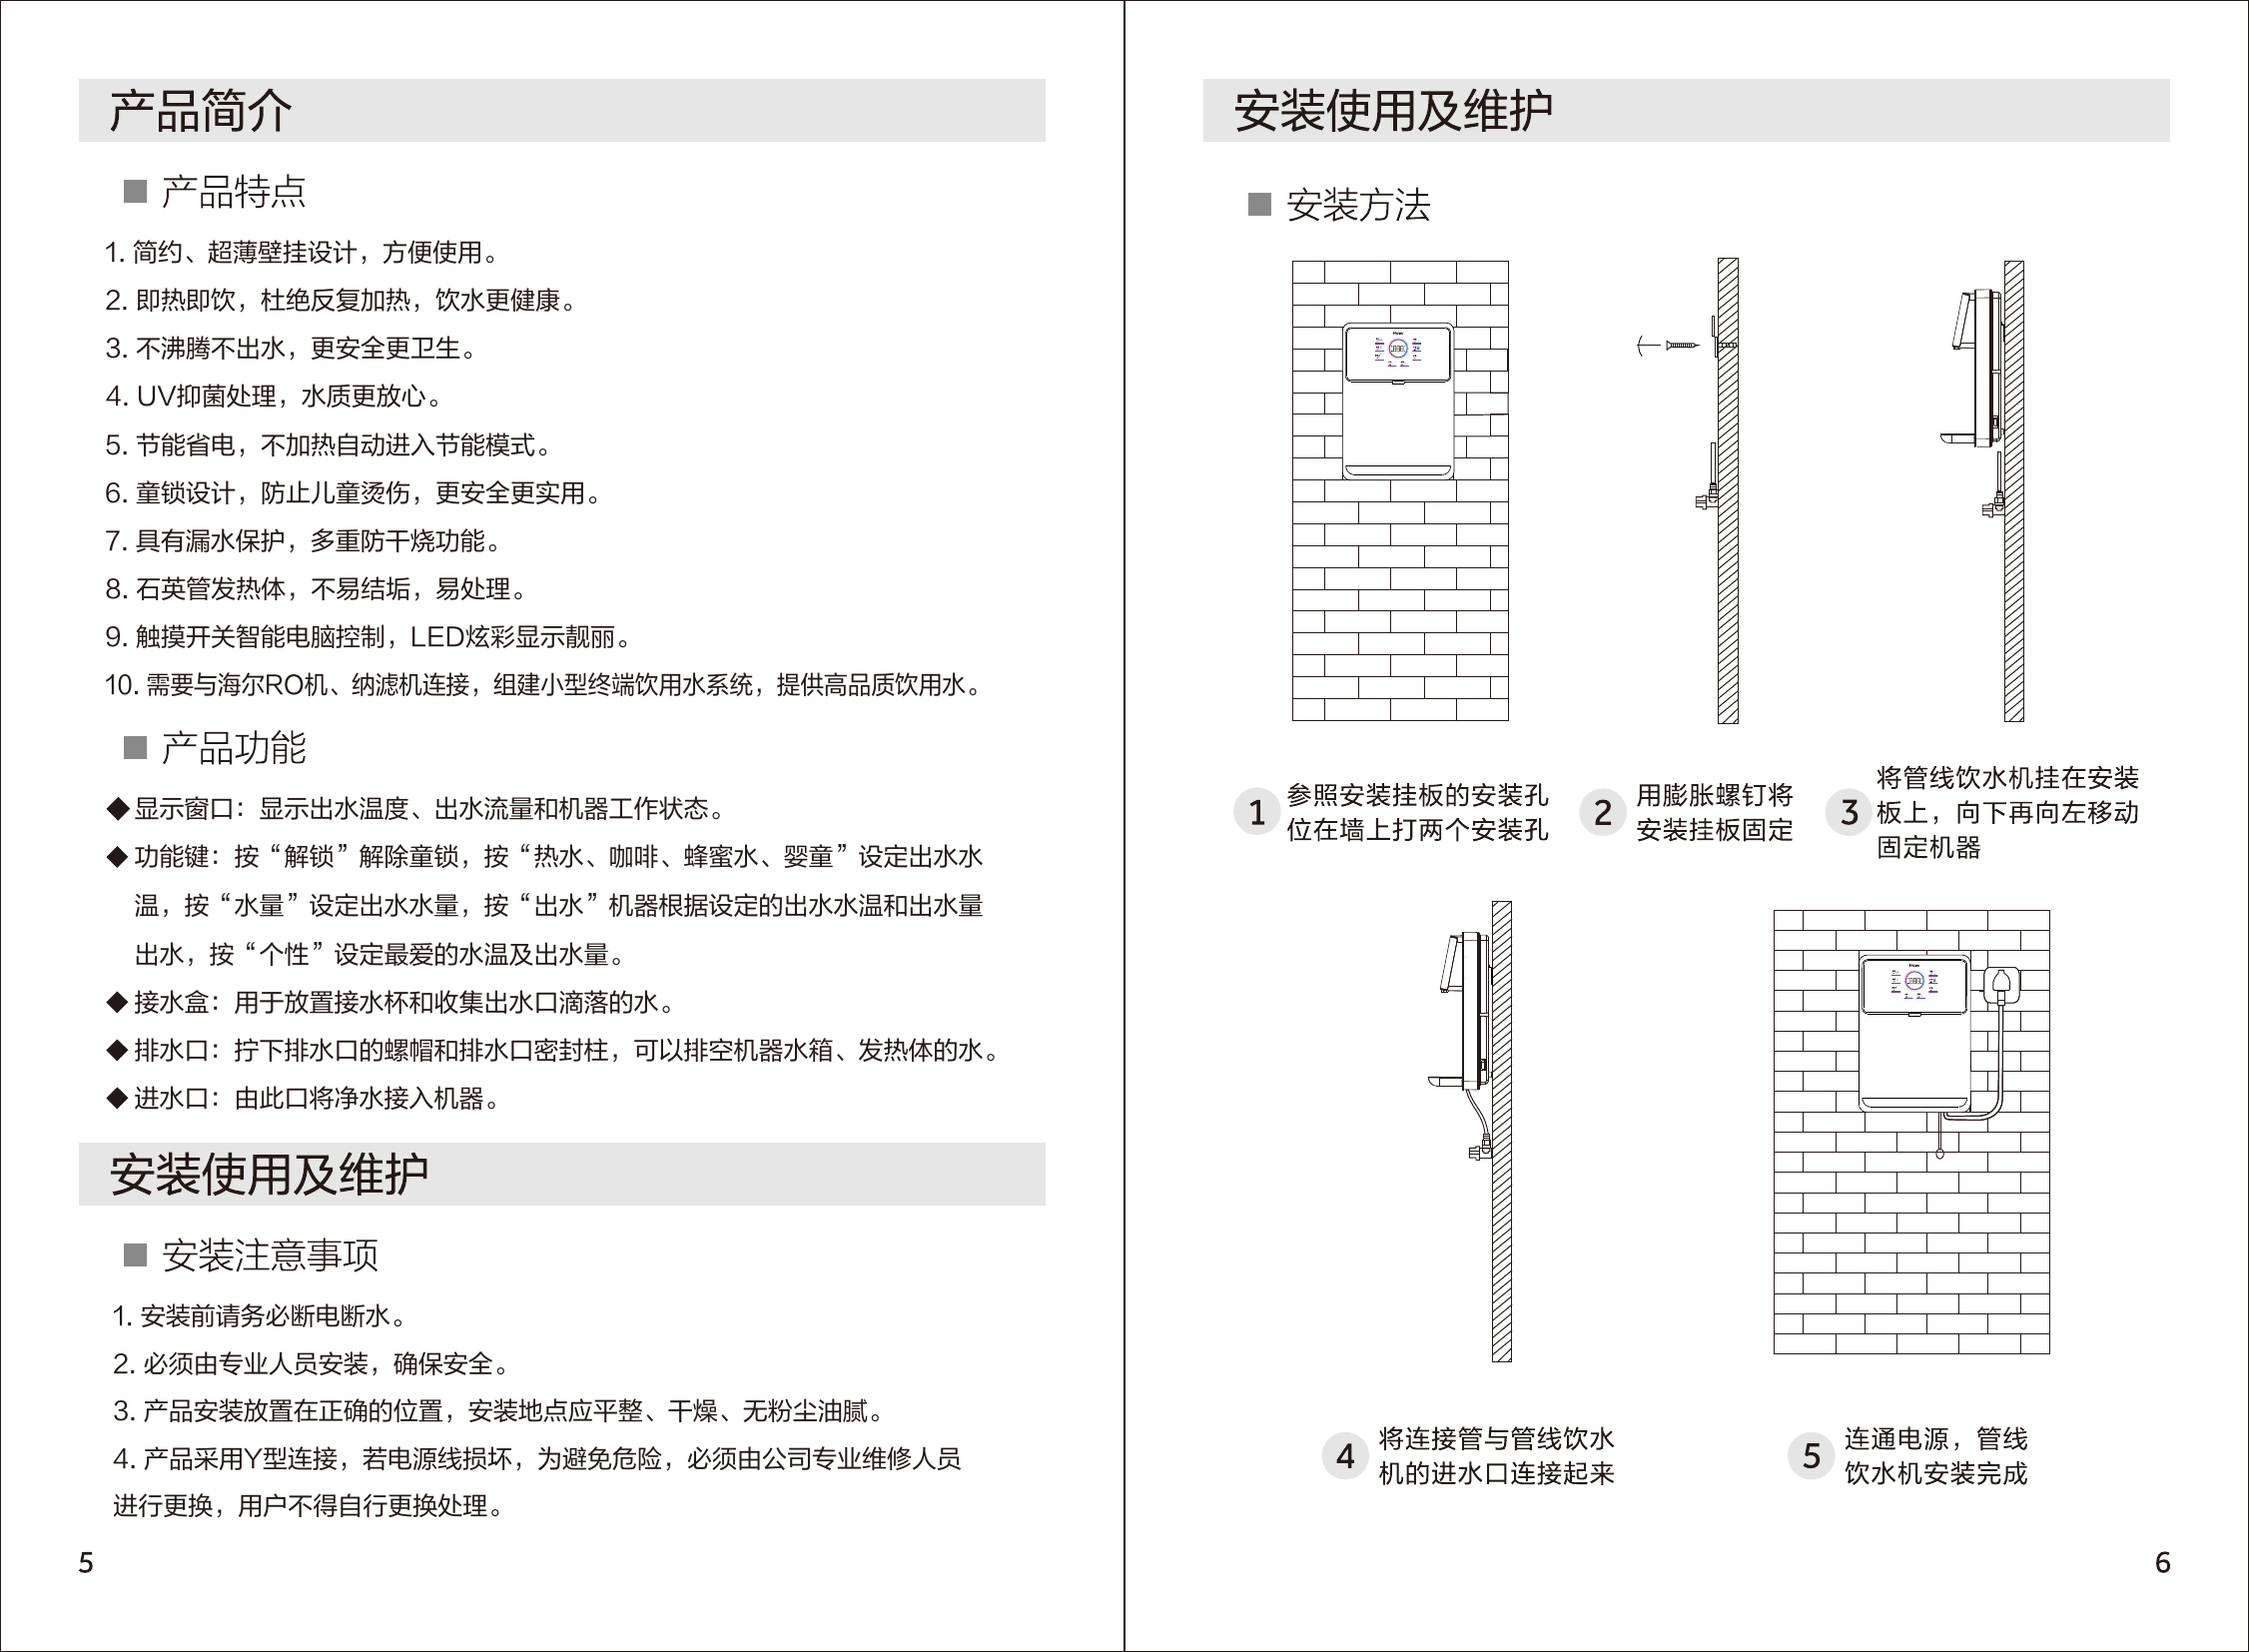 产品简介
■ 产品特点
1. 简约、超薄壁挂设计，方便使用。
2. 即热即饮，杜绝反复加热，饮水更健康。
3. 不沸腾不出水，更安全更卫生。
4. UV抑菌处理，水质更放心。
5. 节能省电，不加热自动进入节能模式。
6. 童锁设计，防止儿童烫伤，更安全更实用。
7. 具有漏水保护，多重防干烧功能。
8. 石英管发热体，不易结垢，易处理。
9. 触摸开关智能电脑控制，LED炫彩显示靓丽。
10. 需要与海尔RO机、纳滤机连接，组建小型终端饮用水系统，提供高品质饮用水。
■ 产品功能
◆ 显示窗口：显示出水温度、出水流量和机器工作状态。
◆ 功能键：按“解锁”解除童锁，按“热水、咖啡、蜂蜜水、婴童”设定出水水
温，按“水量”设定出水水量，按“出水”机器根据设定的出水水温和出水量
出水，按“个性”设定最爱的水温及出水量。
◆ 接水盒：用于放置接水杯和收集出水口滴落的水。
◆ 排水口：拧下排水口的螺帽和排水口密封柱，可以排空机器水箱、发热体的水。
◆ 进水口：由此口将净水接入机器。
安装使用及维护
■ 安装注意事项
1. 安装前请务必断电断水。
2. 必须由专业人员安装，确保安全。
3. 产品安装放置在正确的位置，安装地点应平整、干燥、无粉尘油腻。
4. 产品采用Y型连接，若电源线损坏，为避免危险，必须由公司专业维修人员
进行更换，用户不得自行更换处理。
5
安装使用及维护
■ 安装方法
Haier
1 参照安装挂板的安装孔
位在墙上打两个安装孔
2 用膨胀螺钉将
安装挂板固定
3 将管线饮水机挂在安装
板上，向下再向左移动
固定机器
Haier
4 将连接管与管线饮水
机的进水口连接起来
5 连通电源，管线
饮水机安装完成
6